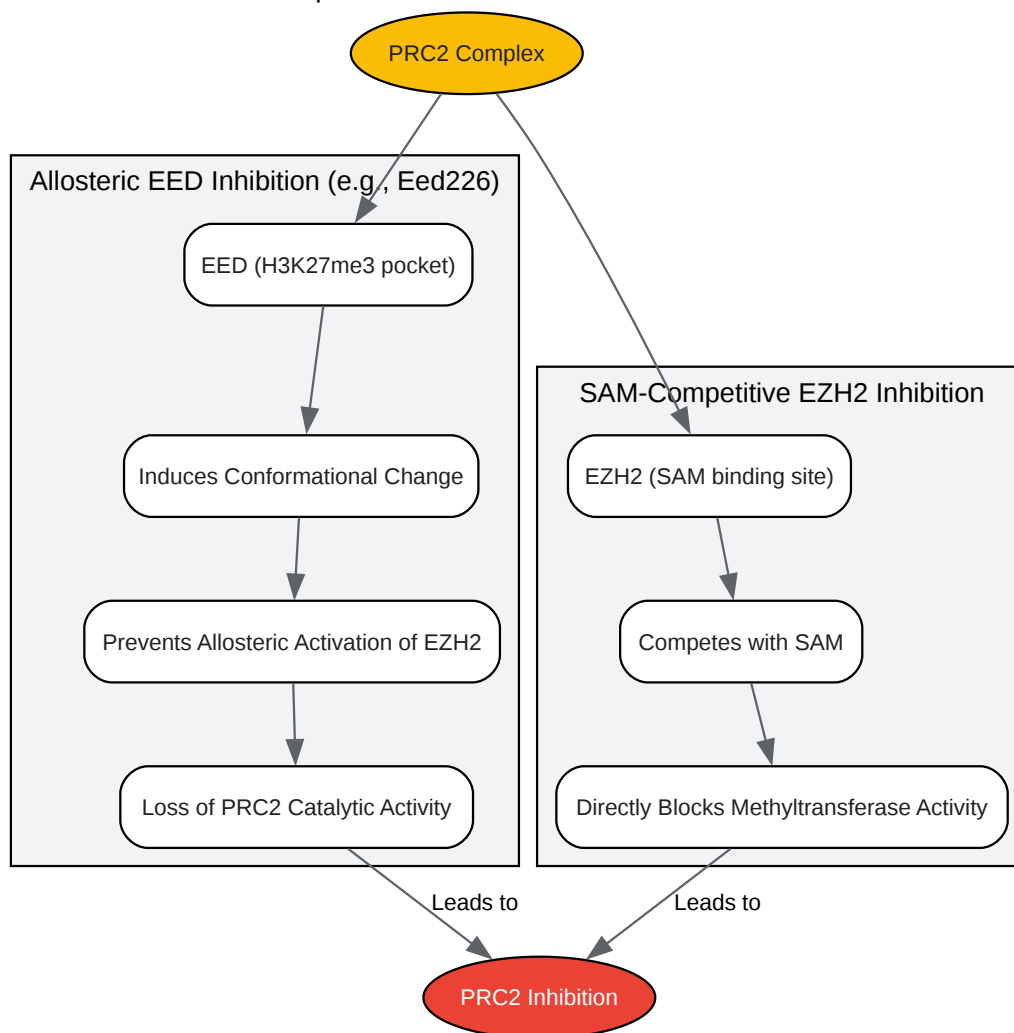 PRC2 Complex
Allosteric EED Inhibition (e.g., Eed226)
EED (H3K27me3 pocket)
Induces Conformational Change
Prevents Allosteric Activation of EZH2
Loss of PRC2 Catalytic Activity
SAM-Competitive EZH2 Inhibition
EZH2 (SAM binding site)
Competes with SAM
Directly Blocks Methyltransferase Activity
Leads to
Leads to
PRC2 Inhibition